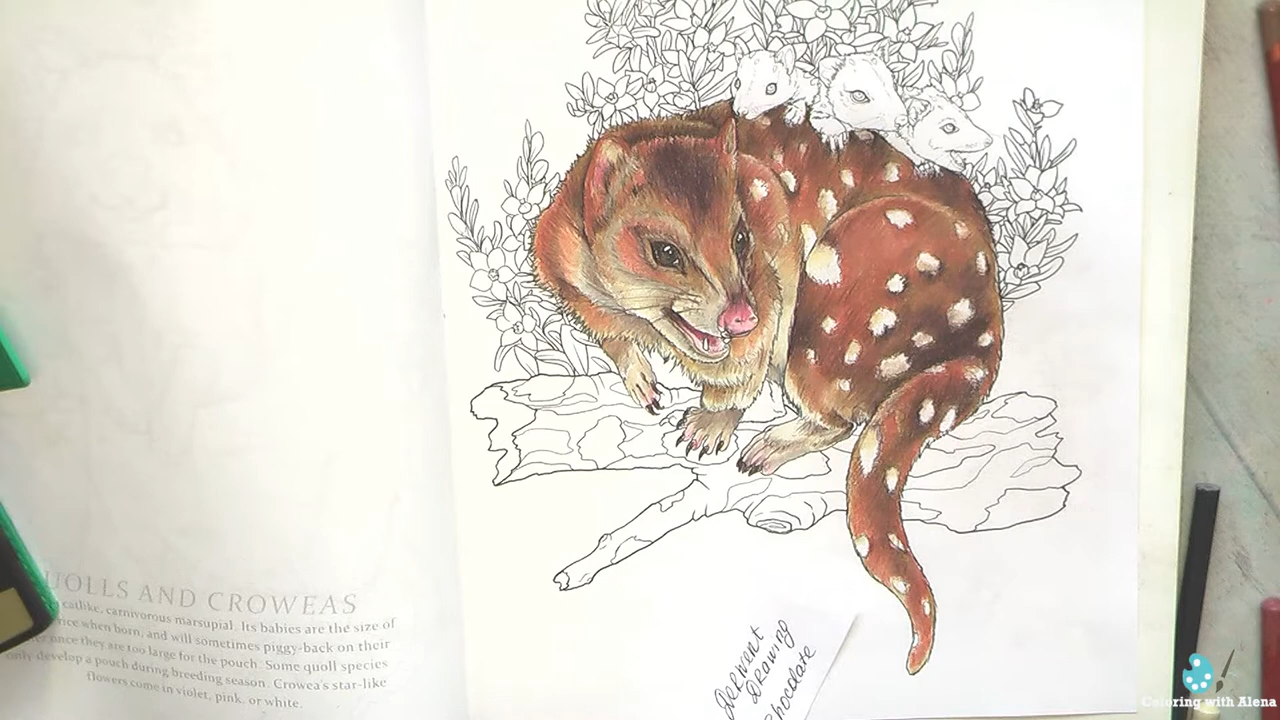 UOLLS AND CROWEAS
catlike, carnivorous marsupial. Its babies are the size of
rice when born, and will sometimes piggy-back on their
once they are too large for the pouch. Some quoll species
only develop a pouch during breeding season. Crowea's star-like
flowers come in violet, pink, or white.
DERWENT
DRAWING
chocolate
Coloring with Alena